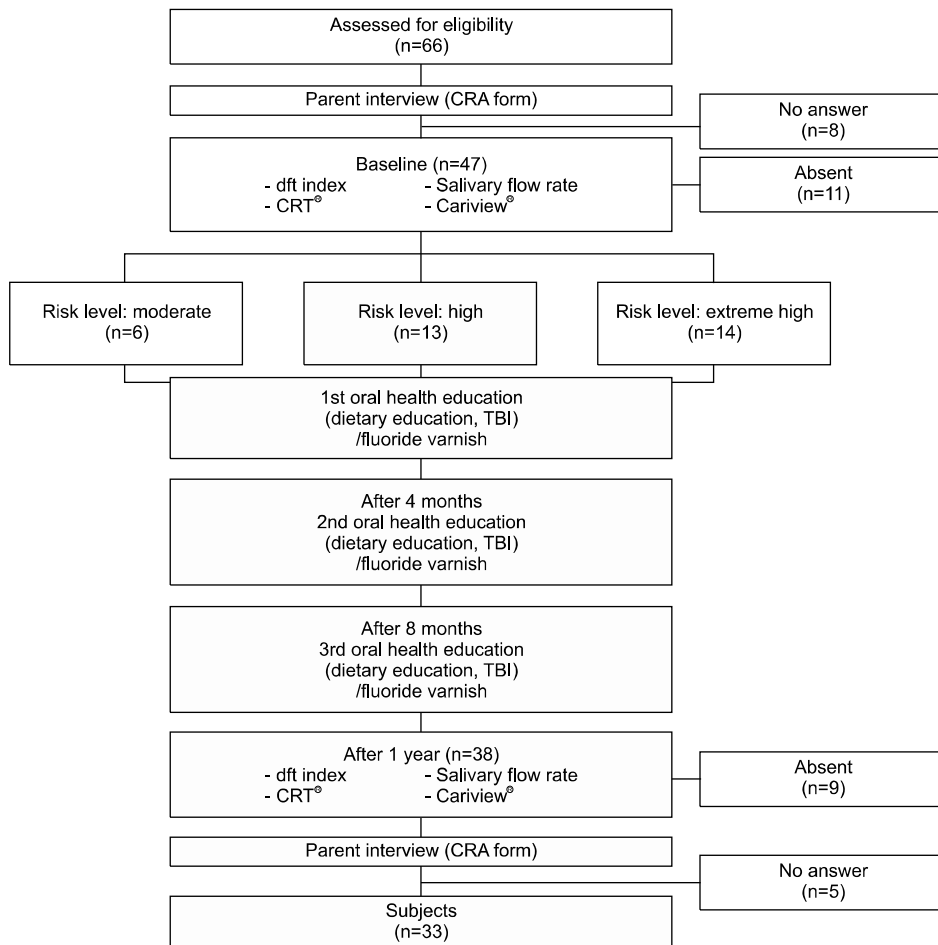 Assessed for eligibility
(n=66)
Parent interview (CRA form)
No answer
(n=8)
Baseline (n=47)
- dft index - Salivary flow rate
- CRT® - Cariview®
Absent
(n=11)
Risk level: moderate
(n=6)
Risk level: high
(n=13)
Risk level: extreme high
(n=14)
1st oral health education
(dietary education, TBI)
/fluoride varnish
After 4 months
2nd oral health education
(dietary education, TBI)
/fluoride varnish
After 8 months
3rd oral health education
(dietary education, TBI)
/fluoride varnish
After 1 year (n=38)
- dft index - Salivary flow rate
- CRT® - Cariview®
Absent
(n=9)
Parent interview (CRA form)
No answer
(n=5)
Subjects
(n=33)